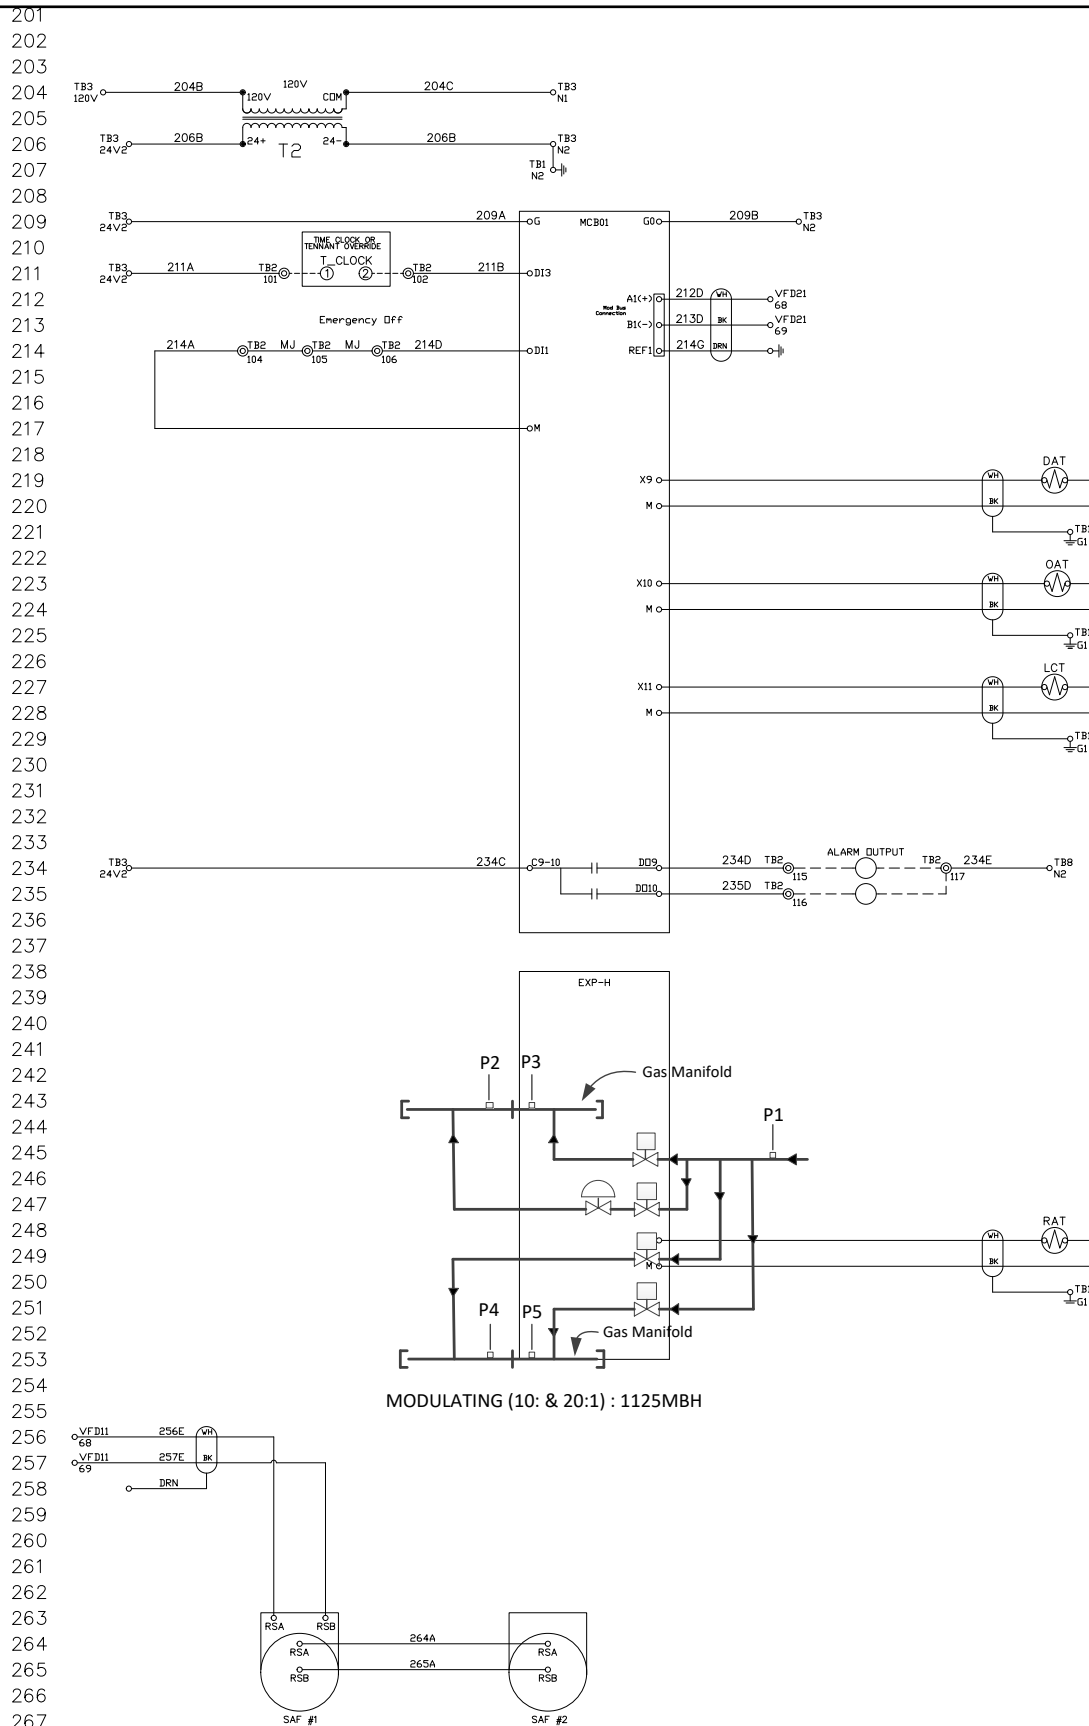 201
202
203
204 TB3 120V 204B 120V 120V COM 204C TB3 N1
205
206 TB3 24V2 206B 24+ T2 24- 206B TB3 N2
207 TB1 N2
208
209 TB3 24V2 209A G MCB01 G0 209B TB3 N2
210 TIME CLOCK OR TENNANT OVERRIDE
T_CLOCK
211 TB3 24V2 211A TB2 101 1 2 TB2 102 211B DI3
212 A1(+) 212D WH VFD21 68
Mod Bus Connection
213 Emergency Off B1(-) 213D BK VFD21 69
214 214A TB2 104 MJ TB2 105 MJ TB2 106 214D DI1 REF1 214G DRN
215
216
217 M
218
219 X9 WH DAT
220 M BK
221 TB1 G1
222
223 X10 WH OAT
224 M BK
225 TB1 G1
226
227 X11 WH LCT
228 M BK
229 TB1 G1
230
231
232
233
234 TB3 24V2 234C C9-10 DO9 234D TB2 115 ALARM OUTPUT TB2 117 234E TB8 N2
235 DO10 235D TB2 116
236
237
238 EXP-H
239
240
241
242 P2 P3 Gas Manifold
243
244 P1
245
246
247
248 WH RAT
249 M BK
250
251 P4 P5 TB1 G1
252 Gas Manifold
253
254
MODULATING (10: & 20:1) : 1125MBH
255
256 VFD11 68 256E WH
257 VFD11 69 257E BK
258 DRN
259
260
261
262
263 RSA RSB
264 RSA 264A RSA
265 RSB 265A RSB
266
267 SAF #1 SAF #2